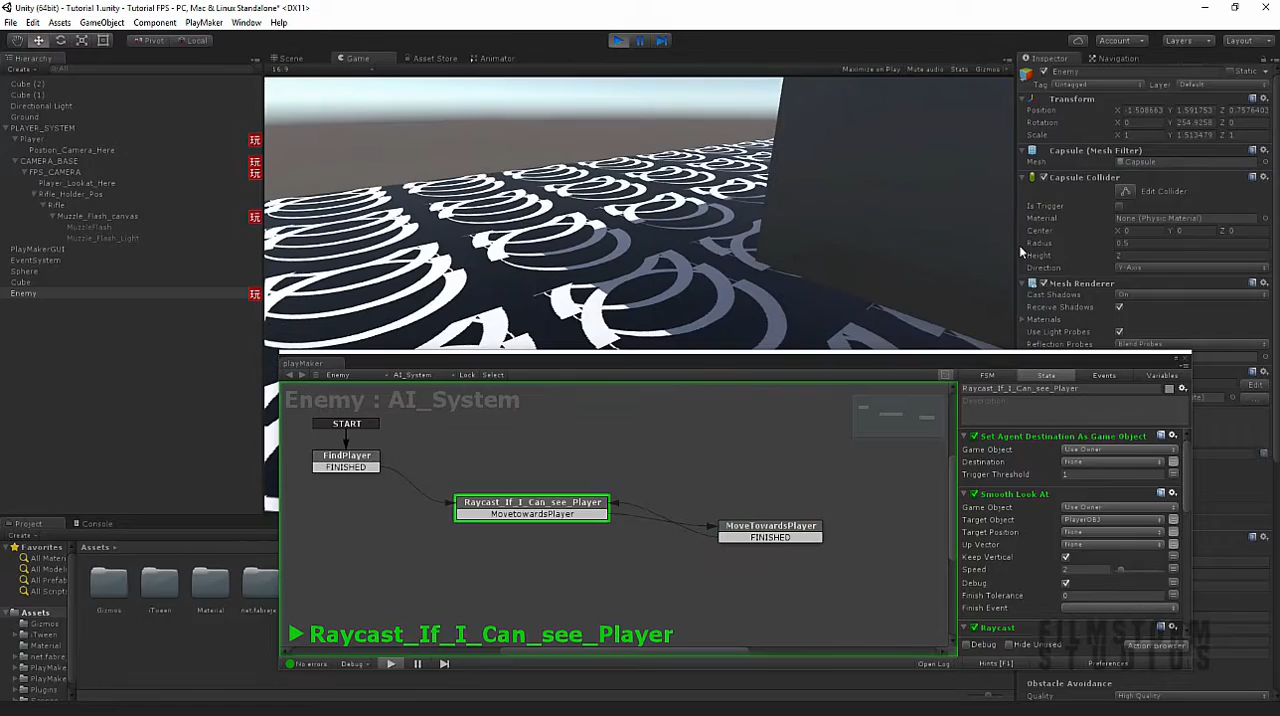 Unity (64bit) - Tutorial 1.unity - Tutorial FPS - PC, Mac & Linux Standalone* <DX11>
File Edit Assets GameObject Component PlayMaker Window Help
Pivot Local Account Layers Layout
Hierarchy
Create All
Cube (2)
Cube (1)
Directional Light
Ground
PLAYER_SYSTEM
Player
Postion_Camera_Here
CAMERA_BASE
FPS_CAMERA
Player_Lookat_Here
Rifle_Holder_Pos
Rifle
Muzzle_Flash_canvas
MuzzleFlash
Muzzle_Flash_Light
PlayMakerGUI
EventSystem
Sphere
Cube
Enemy
Scene Game Asset Store Animator
16:9 Maximize on Play Mute audio Stats Gizmos
Inspector Navigation
Enemy Static
Tag Untagged Layer Default
Transform
Position X -1.508663 Y 1.591753 Z 0.7576403
Rotation X 0 Y 254.9258 Z 0
Scale X 1 Y 1.513479 Z 1
Capsule (Mesh Filter)
Mesh Capsule
Capsule Collider
Edit Collider
Is Trigger
Material None (Physic Material)
Center X 0 Y 0 Z 0
Radius 0.5
Height 2
Direction Y-Axis
Mesh Renderer
Cast Shadows On
Receive Shadows
Materials
Use Light Probes
Reflection Probes Blend Probes
Edit
Obstacle Avoidance
Quality High Quality
playMaker
Enemy AI_System Lock Select
Enemy : AI_System
START
FindPlayer
FINISHED
Raycast_If_I_Can_see_Player
MovetowardsPlayer
MoveTowardsPlayer
FINISHED
Raycast_If_I_Can_see_Player
No errors Debug Open Log
FSM State Events Variables
Raycast_If_I_Can_see_Player
Description...
Set Agent Destination As Game Object
Game Object Use Owner
Destination None
Trigger Threshold 1
Smooth Look At
Game Object Use Owner
Target Object PlayerOBJ
Target Position None
Up Vector None
Keep Vertical
Speed 2
Debug
Finish Tolerance 0
Finish Event
Raycast
Debug Hide Unused Action Browser
Hints [F1] Preferences
Project Console
Create
Favorites
All Materi
All Model
All Prefab
All Script
Assets
Gizmos
iTween
Material
net.fabre
PlayMake
PlayMake
Plugins
Assets
Gizmos iTween Material net.fabreje
FILMSTORM
STUDIOS